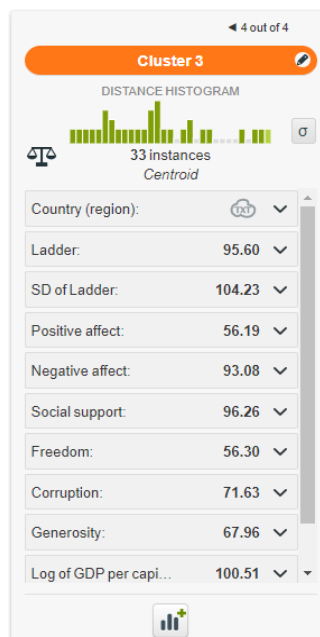 ◄ 4 out of 4
Cluster 3
DISTANCE HISTOGRAM
σ
33 instances
Centroid
Country (region): TXT
Ladder: 95.60
SD of Ladder: 104.23
Positive affect: 56.19
Negative affect: 93.08
Social support: 96.26
Freedom: 56.30
Corruption: 71.63
Generosity: 67.96
Log of GDP per capi... 100.51